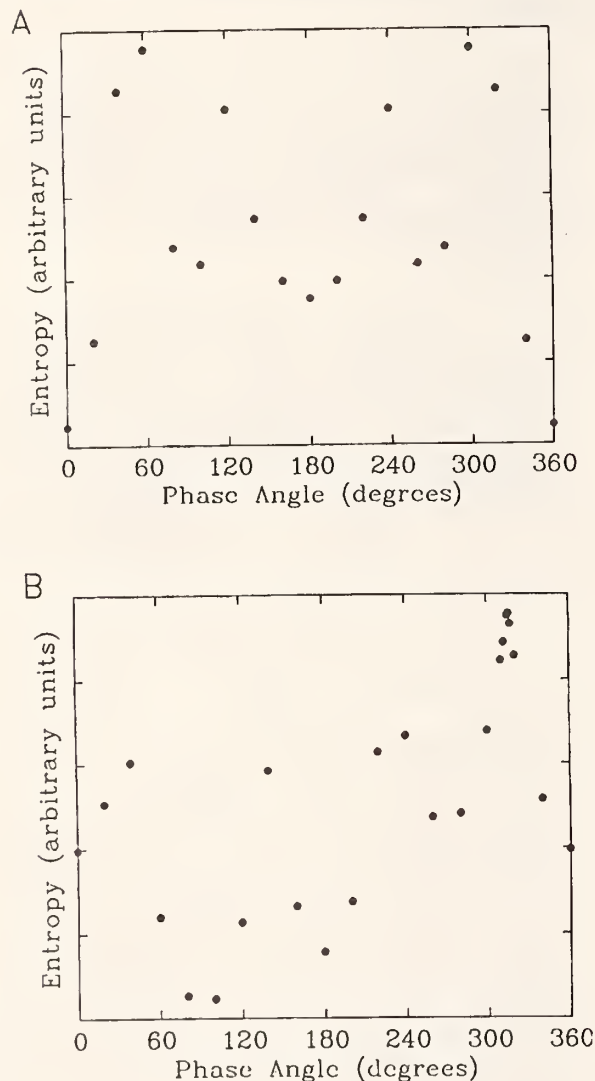 A
Entropy (arbitrary units)
0 60 120 180 240 300 360
Phase Angle (degrees)
B
Entropy (arbitrary units)
0 60 120 180 240 300 360
Phase Angle (degrees)